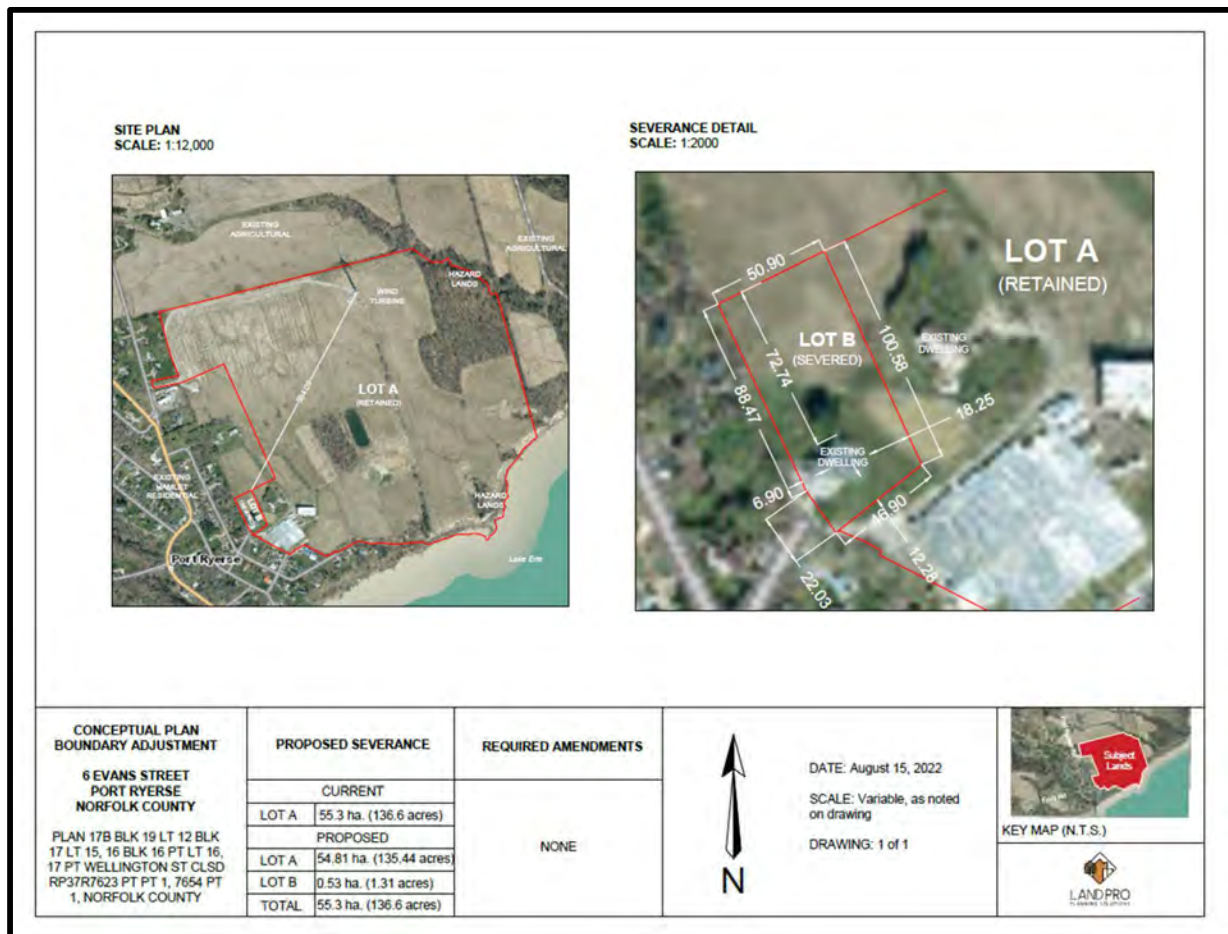 SITE PLAN
SCALE: 1:12,000
EXISTING
AGRICULTURAL
EXISTING
AGRICULTURAL
HAZARD
LANDS
WIND
TURBINE
LOT A
(RETAINED)
EXISTING
HAMLET
RESIDENTIAL
LOT B
HAZARD
LANDS
Port Ryerse
Lake Erie
SEVERANCE DETAIL
SCALE: 1:2000
LOT A
(RETAINED)
50.90
LOT B
(SEVERED)
100.58
EXISTING
DWELLING
72.74
88.47
18.25
EXISTING
DWELLING
6.90
16.90
12.28
22.03
CONCEPTUAL PLAN
BOUNDARY ADJUSTMENT
6 EVANS STREET
PORT RYERSE
NORFOLK COUNTY
PLAN 17B BLK 19 LT 12 BLK
17 LT 15, 16 BLK 16 PT LT 16,
17 PT WELLINGTON ST CLSD
RP37R7623 PT PT 1, 7654 PT
1, NORFOLK COUNTY
PROPOSED SEVERANCE
CURRENT
LOT A 55.3 ha. (136.6 acres)
PROPOSED
LOT A 54.81 ha. (135.44 acres)
LOT B 0.53 ha. (1.31 acres)
TOTAL 55.3 ha. (136.6 acres)
REQUIRED AMENDMENTS
NONE
N
DATE: August 15, 2022
SCALE: Variable, as noted
on drawing
DRAWING: 1 of 1
Subject
Lands
KEY MAP (N.T.S.)
LANDPRO
PLANNING SOLUTIONS